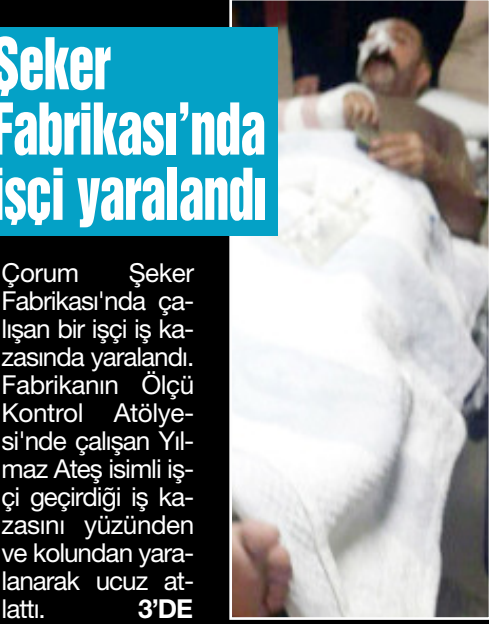 Şeker
Fabrikası'nda
işçi yaralandı
Çorum Şeker
Fabrikası'nda ça-
lışan bir işçi iş ka-
zasında yaralandı.
Fabrikanın Ölçü
Kontrol Atölye-
si'nde çalışan Yıl-
maz Ateş isimli iş-
çi geçirdiği iş ka-
zasını yüzünden
ve kolundan yara-
lanarak ucuz at-
lattı. 3'DE